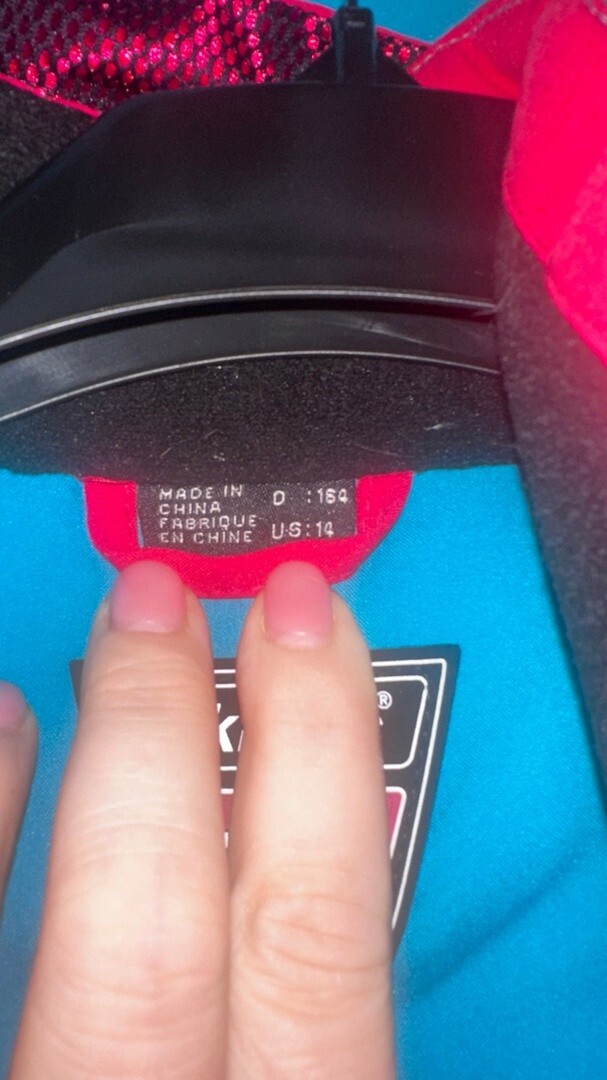 MADE IN
CHINA
FABRIQUE
EN CHINE
D : 164
US: 14
®